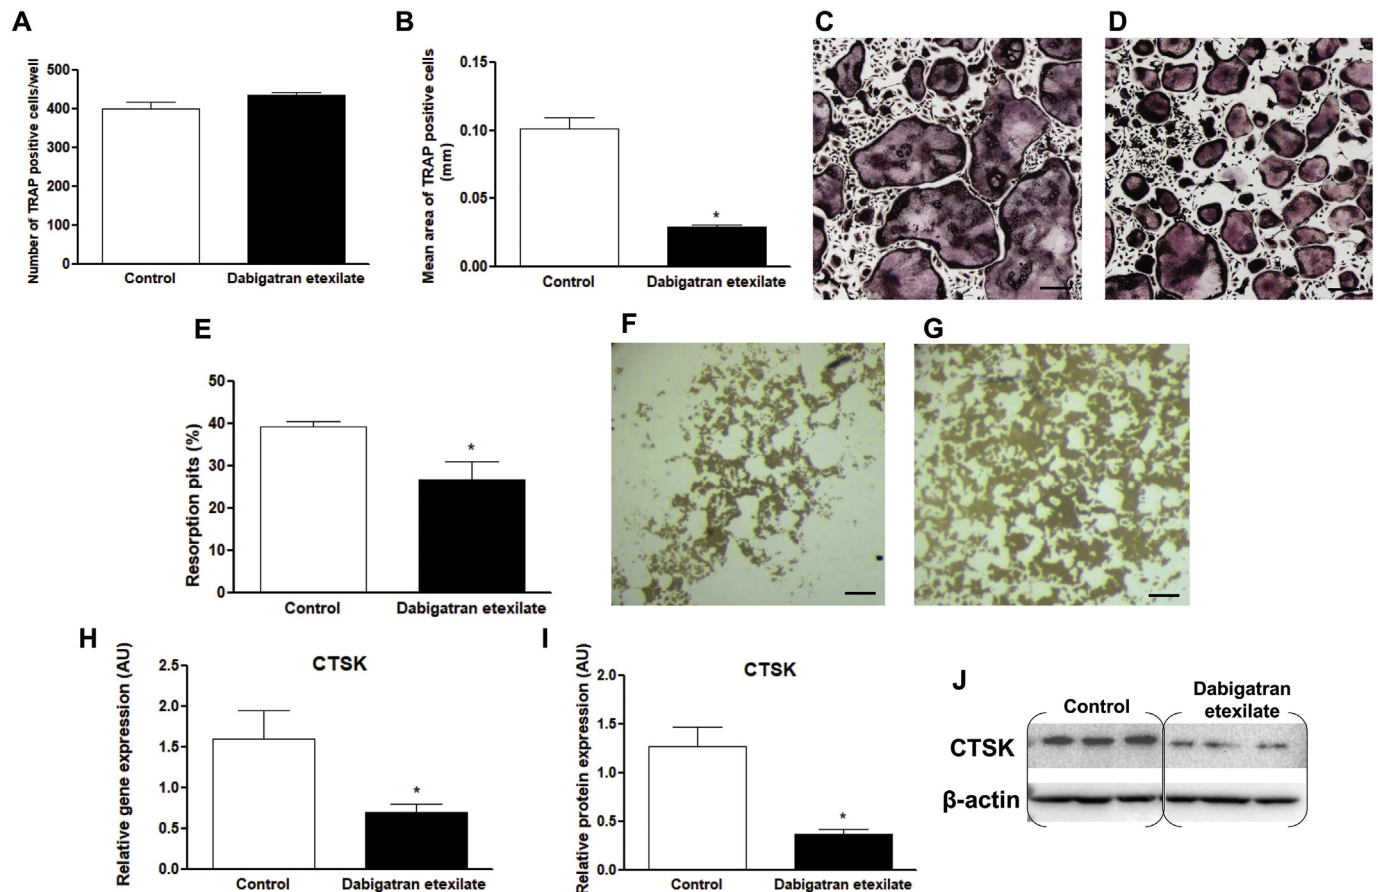 A
Number of TRAP positive cells/well
500
400
300
200
100
0
Control
Dabigatran etexilate
B
Mean area of TRAP positive cells
(mm)
0.15
0.10
0.05
0.00
*
Control
Dabigatran etexilate
C
D
E
Resorption pits (%)
50
40
30
20
10
0
*
Control
Dabigatran etexilate
F
G
H
CTSK
Relative gene expression (AU)
2.5
2.0
1.5
1.0
0.5
0.0
*
Control
Dabigatran etexilate
I
CTSK
Relative protein expression (AU)
2.0
1.5
1.0
0.5
0.0
*
Control
Dabigatran etexilate
J
Control
Dabigatran
etexilate
CTSK
β-actin